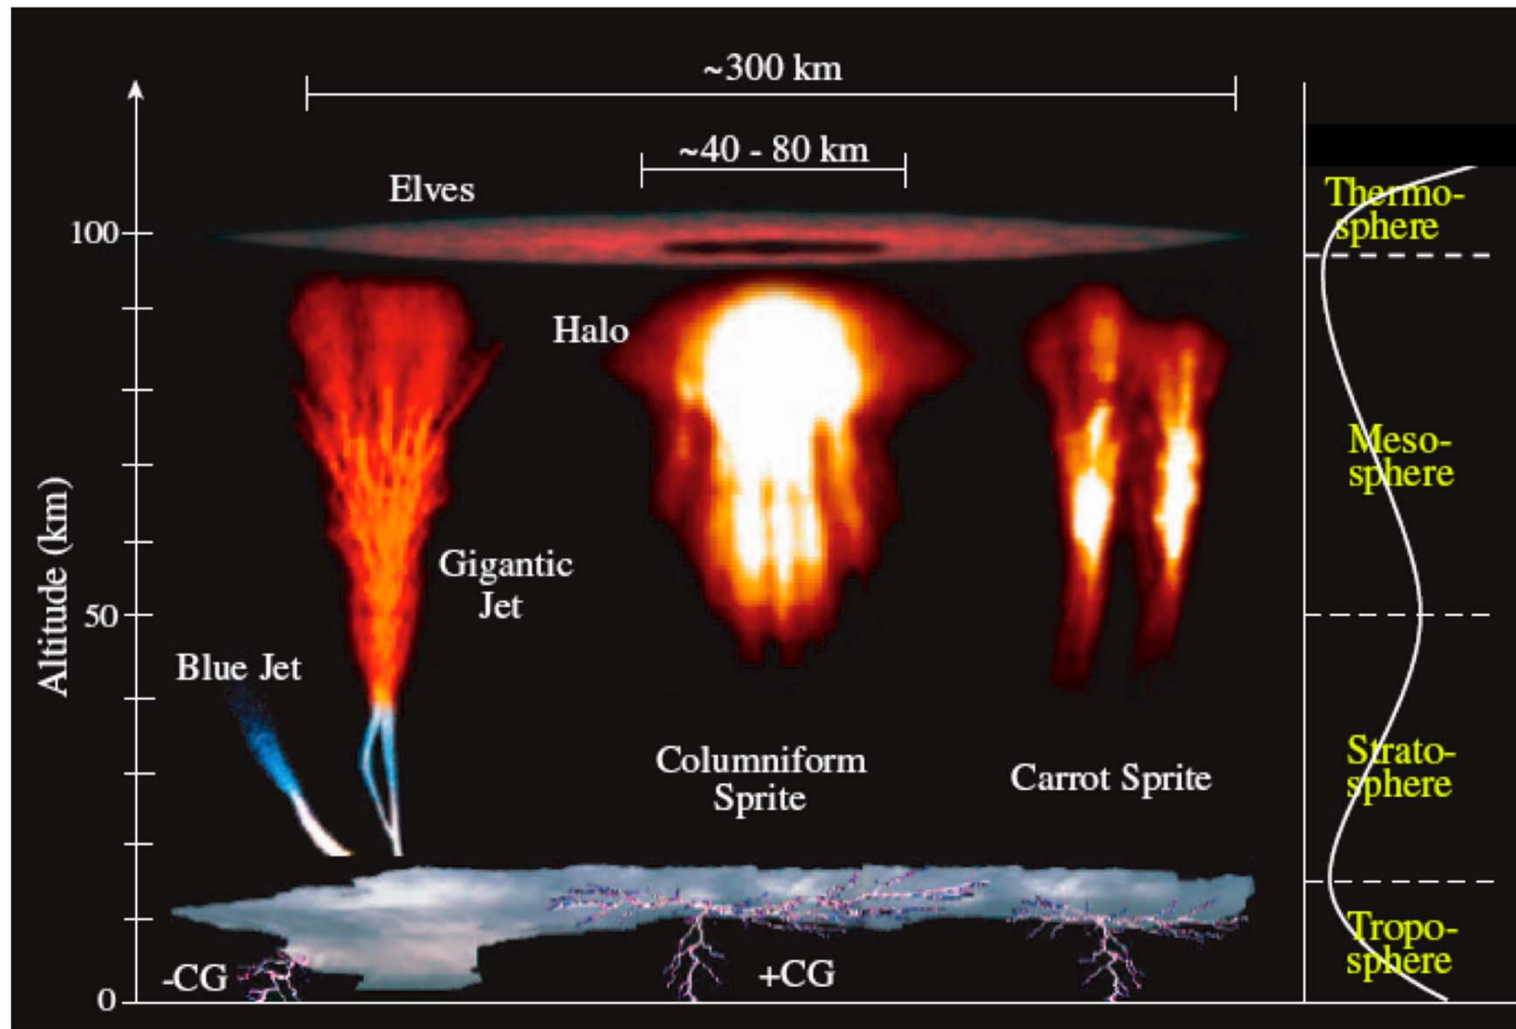 ~300 km
~40 - 80 km
Elves
Thermo-
sphere
100
Halo
Meso-
sphere
Altitude (km)
Gigantic
Jet
50
Blue Jet
Columniform
Sprite
Carrot Sprite
Strato-
sphere
Tropo-
sphere
-CG
+CG
0